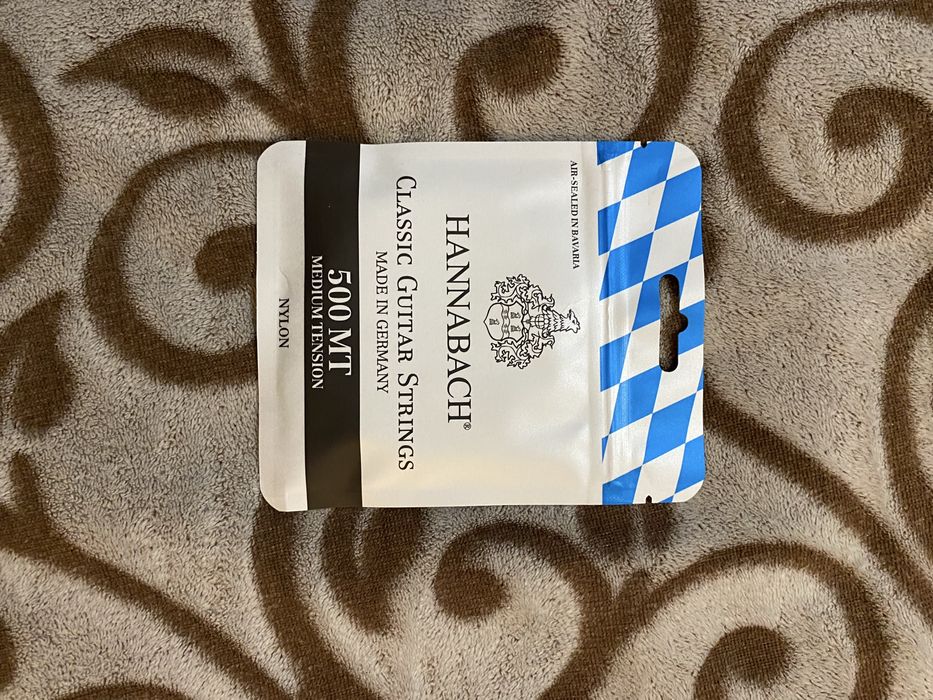 AIR-SEALED IN BAVARIA
HANNABACH®
CLASSIC GUITAR STRINGS
MADE IN GERMANY
500 MT
MEDIUM TENSION
NYLON